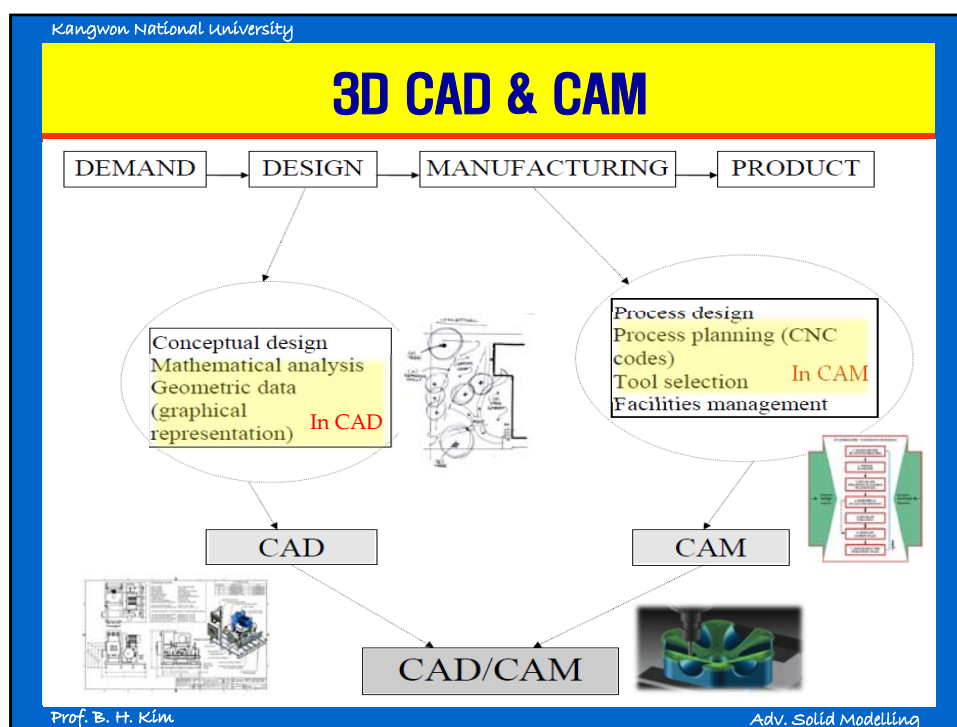 Kangwon National University
3D CAD & CAM
DEMAND
DESIGN
MANUFACTURING
PRODUCT
Conceptual design
Mathematical analysis
Geometric data
(graphical
representation)
In CAD
Process design
Process planning (CNC
codes)
Tool selection
In CAM
Facilities management
CAD
CAM
CAD/CAM
Prof. B. H. Kim
Adv. Solid Modelling